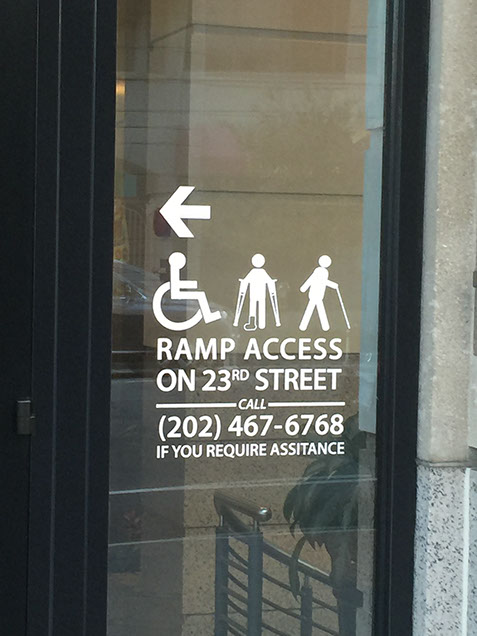 RAMP ACCESS
ON 23RD STREET
CALL
(202) 467-6768
IF YOU REQUIRE ASSITANCE